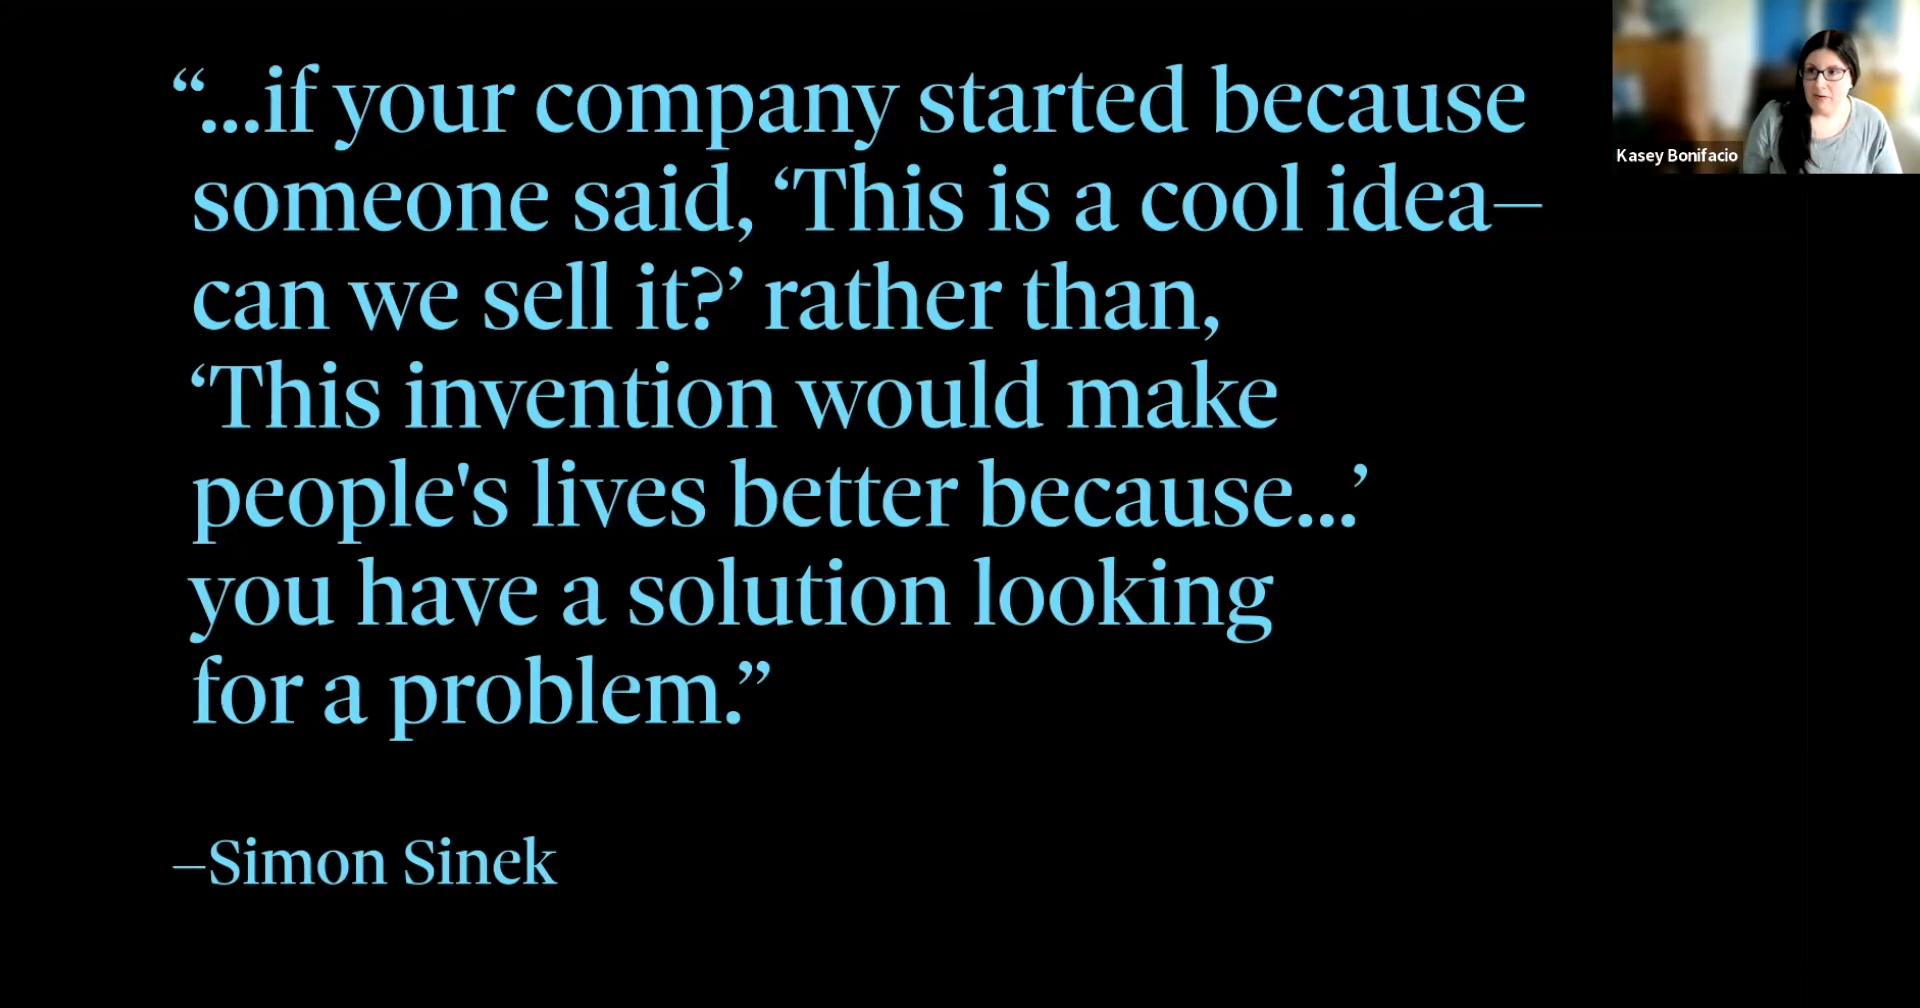 “...if your company started because
someone said, ‘This is a cool idea—
can we sell it?’ rather than,
‘This invention would make
people's lives better because...’
you have a solution looking
for a problem.”
–Simon Sinek
Kasey Bonifacio